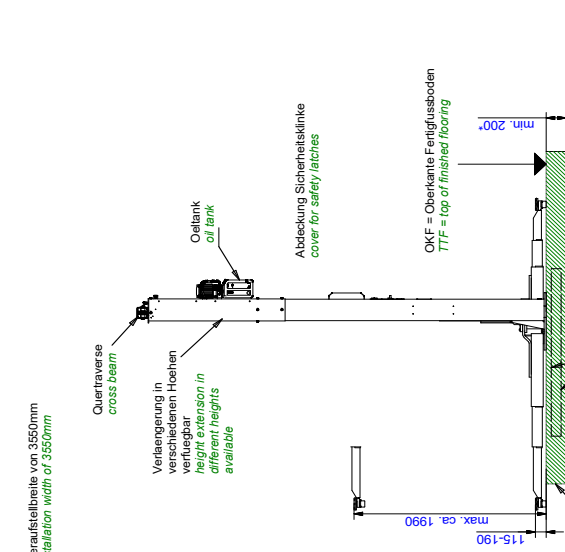 eraufstellbreite von 3550mm
stallation width of 3550mm
Quertraverse
cross beam
Verlaengerung in
verschiedenen Hoehen
verfuegbar
height extension in
different heights
available
Oeltank
oil tank
Abdeckung Sicherheitsklinke
cover for safety latches
OKF = Oberkante Fertigfussboden
TTF = top of finished flooring
min. 200*
max. ca. 1990
115-190